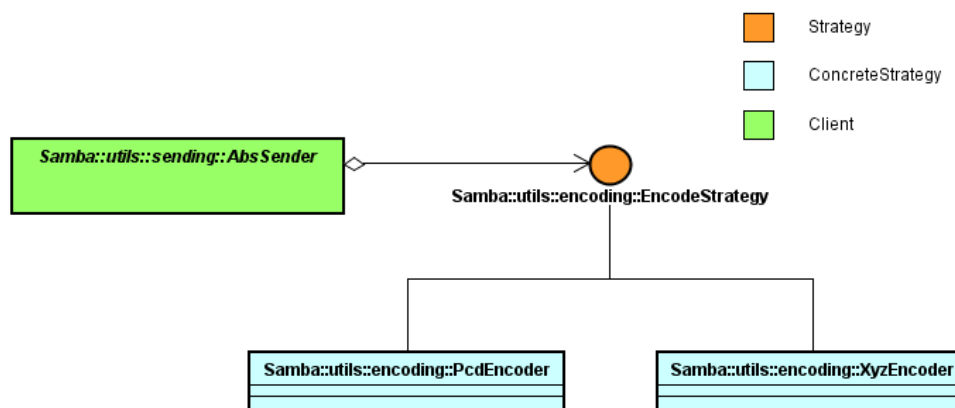 Strategy
ConcreteStrategy
Client
Samba::utils::sending::AbsSender
Samba::utils::encoding::EncodeStrategy
Samba::utils::encoding::PcdEncoder
Samba::utils::encoding::XyzEncoder